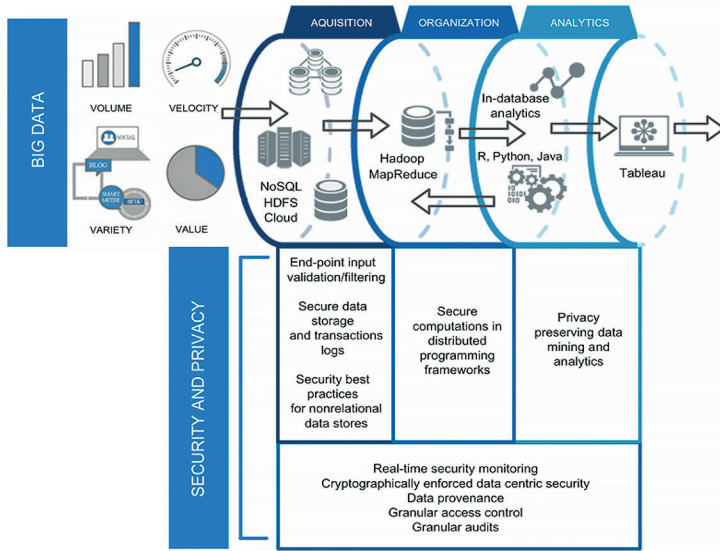 AQUISITION
ORGANIZATION
ANALYTICS
BIG DATA
VOLUME
VELOCITY
SOCIAL
BLOG
SMART
METER
VARIETY
VALUE
NoSQL
HDFS
Cloud
Hadoop
MapReduce
In-database
analytics
R, Python, Java
10101
01010
010
Tableau
SECURITY AND PRIVACY
End-point input
validation/filtering
Secure data
storage
and transactions
logs
Security best
practices
for nonrelational
data stores
Secure
computations in
distributed
programming
frameworks
Privacy
preserving data
mining and
analytics
Real-time security monitoring
Cryptographically enforced data centric security
Data provenance
Granular access control
Granular audits